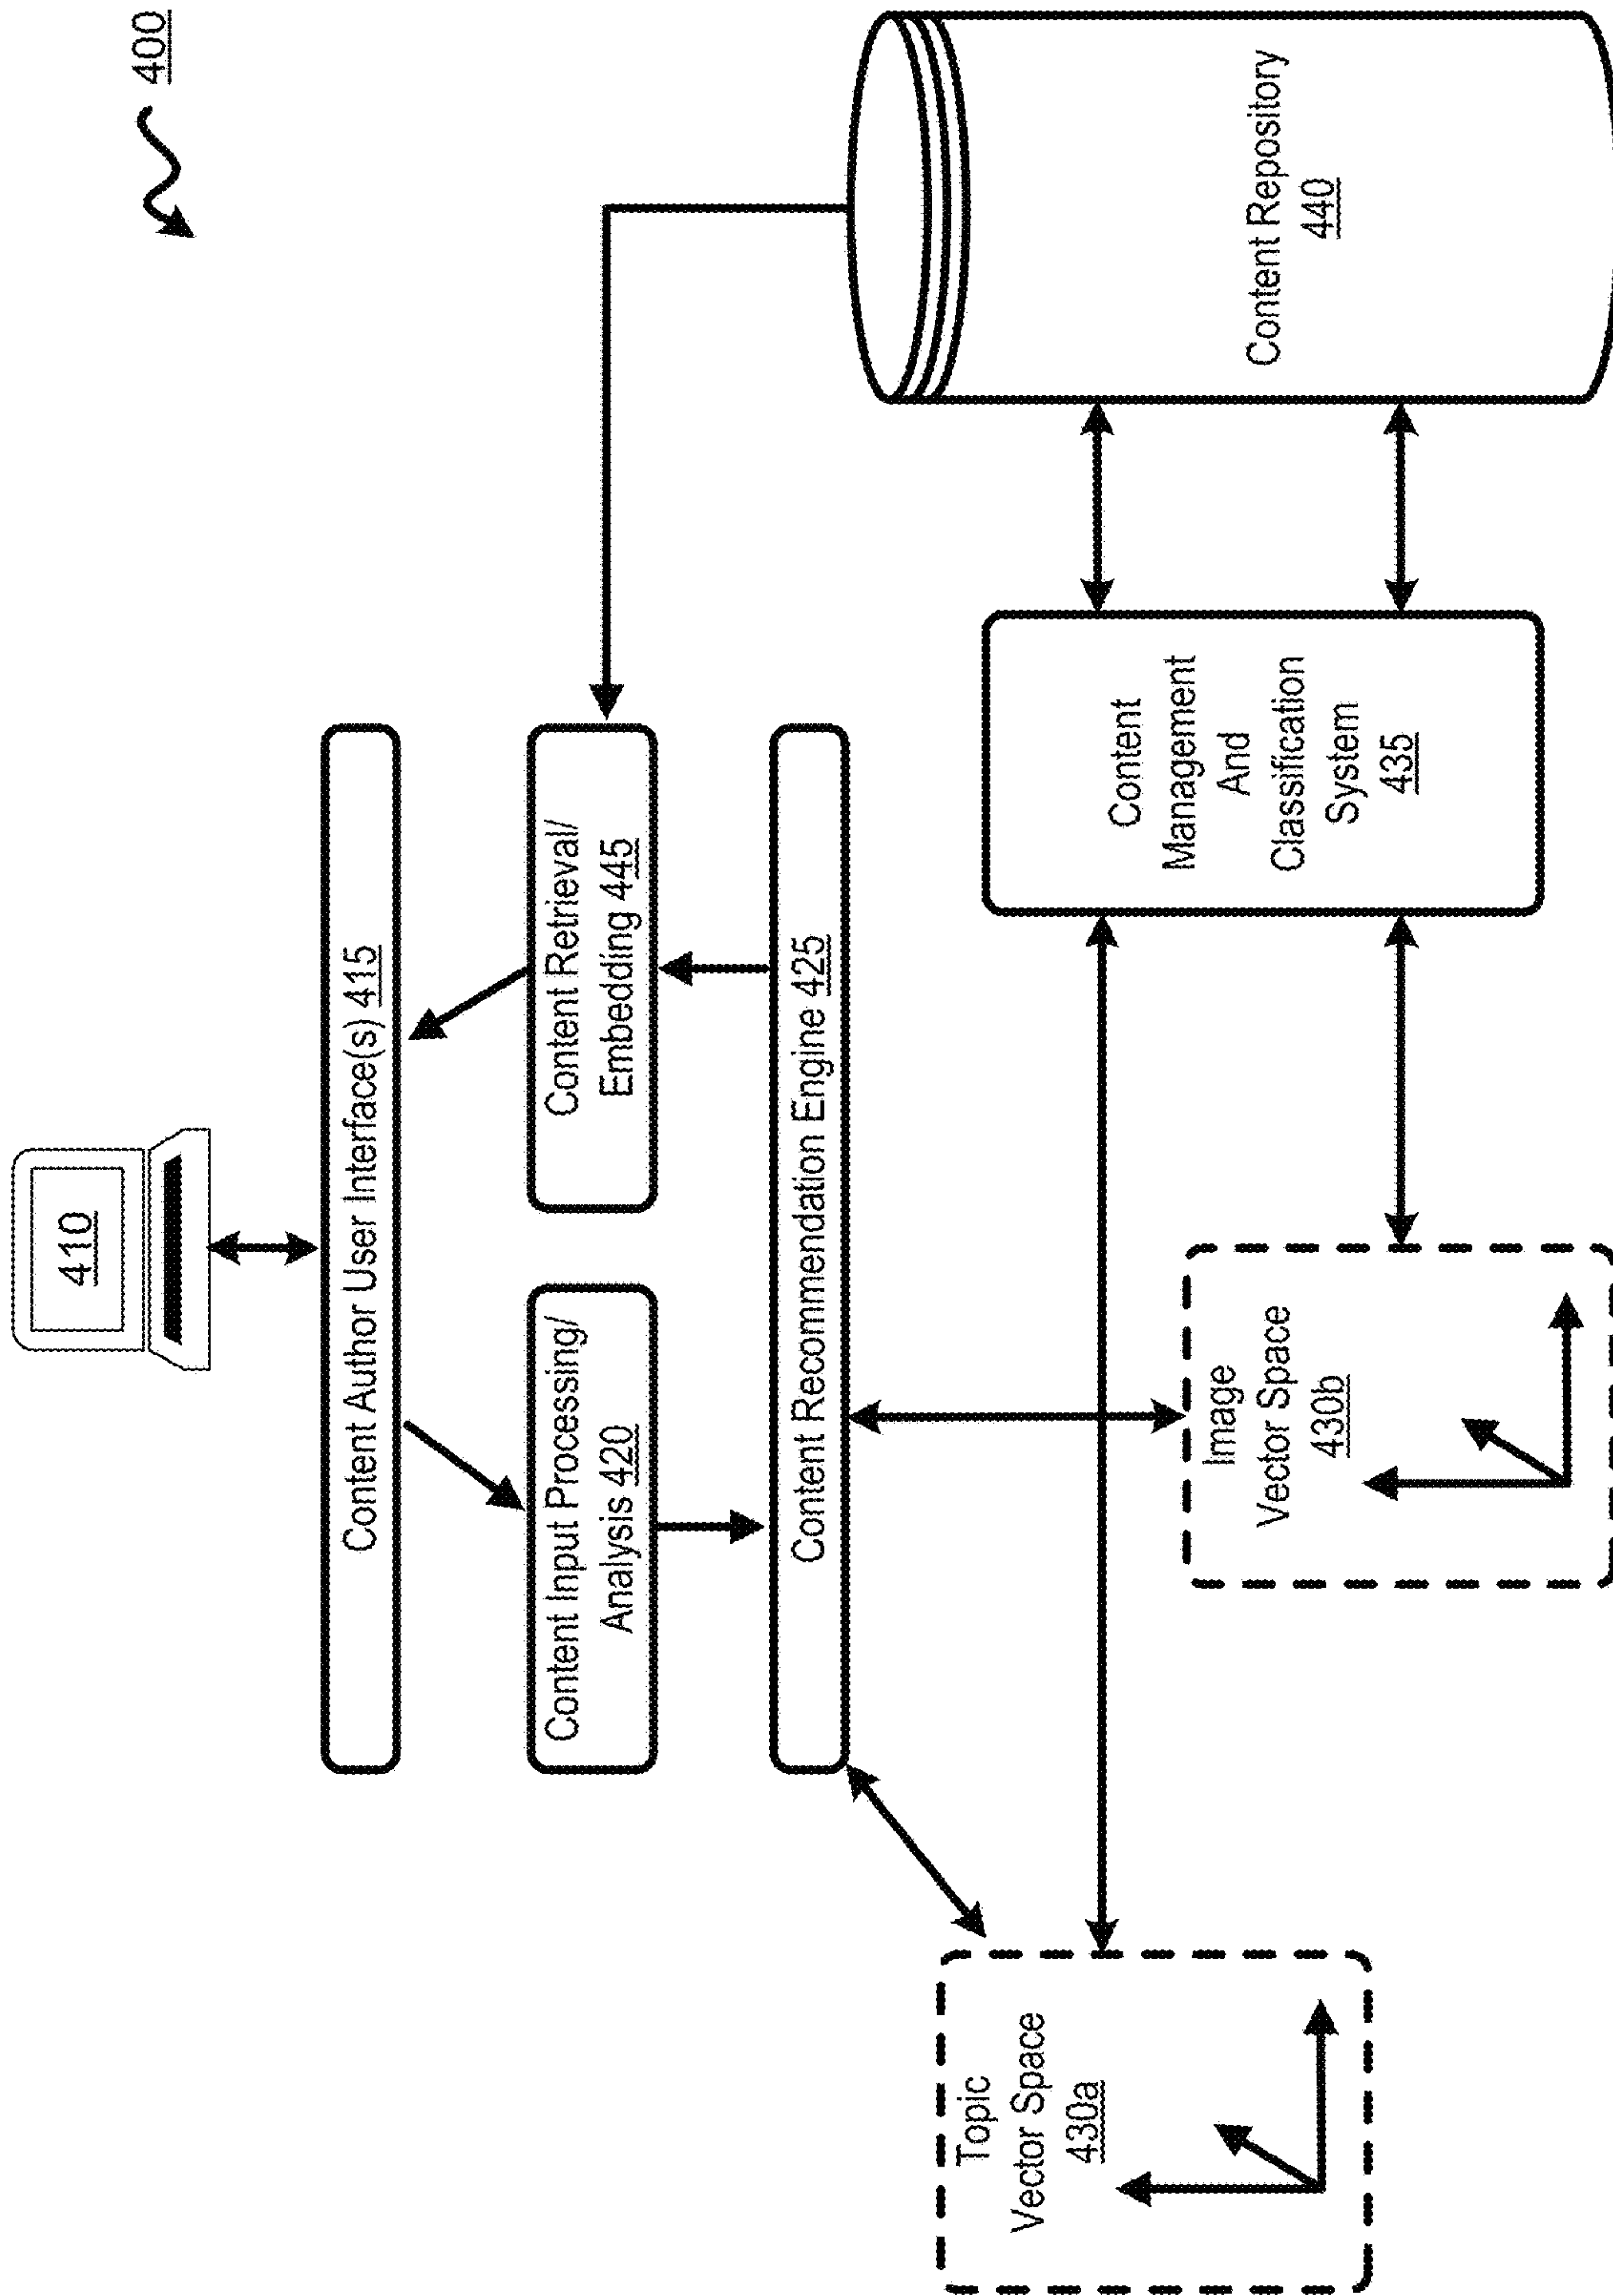 400
410
Content Author User Interface(s) 415
Content Input Processing/
Analysis 420
Content Retrieval/
Embedding 445
Content Recommendation Engine 425
Topic
Vector Space
430a
Image
Vector Space
430b
Content
Management
And
Classification
System
435
Content Repository
440